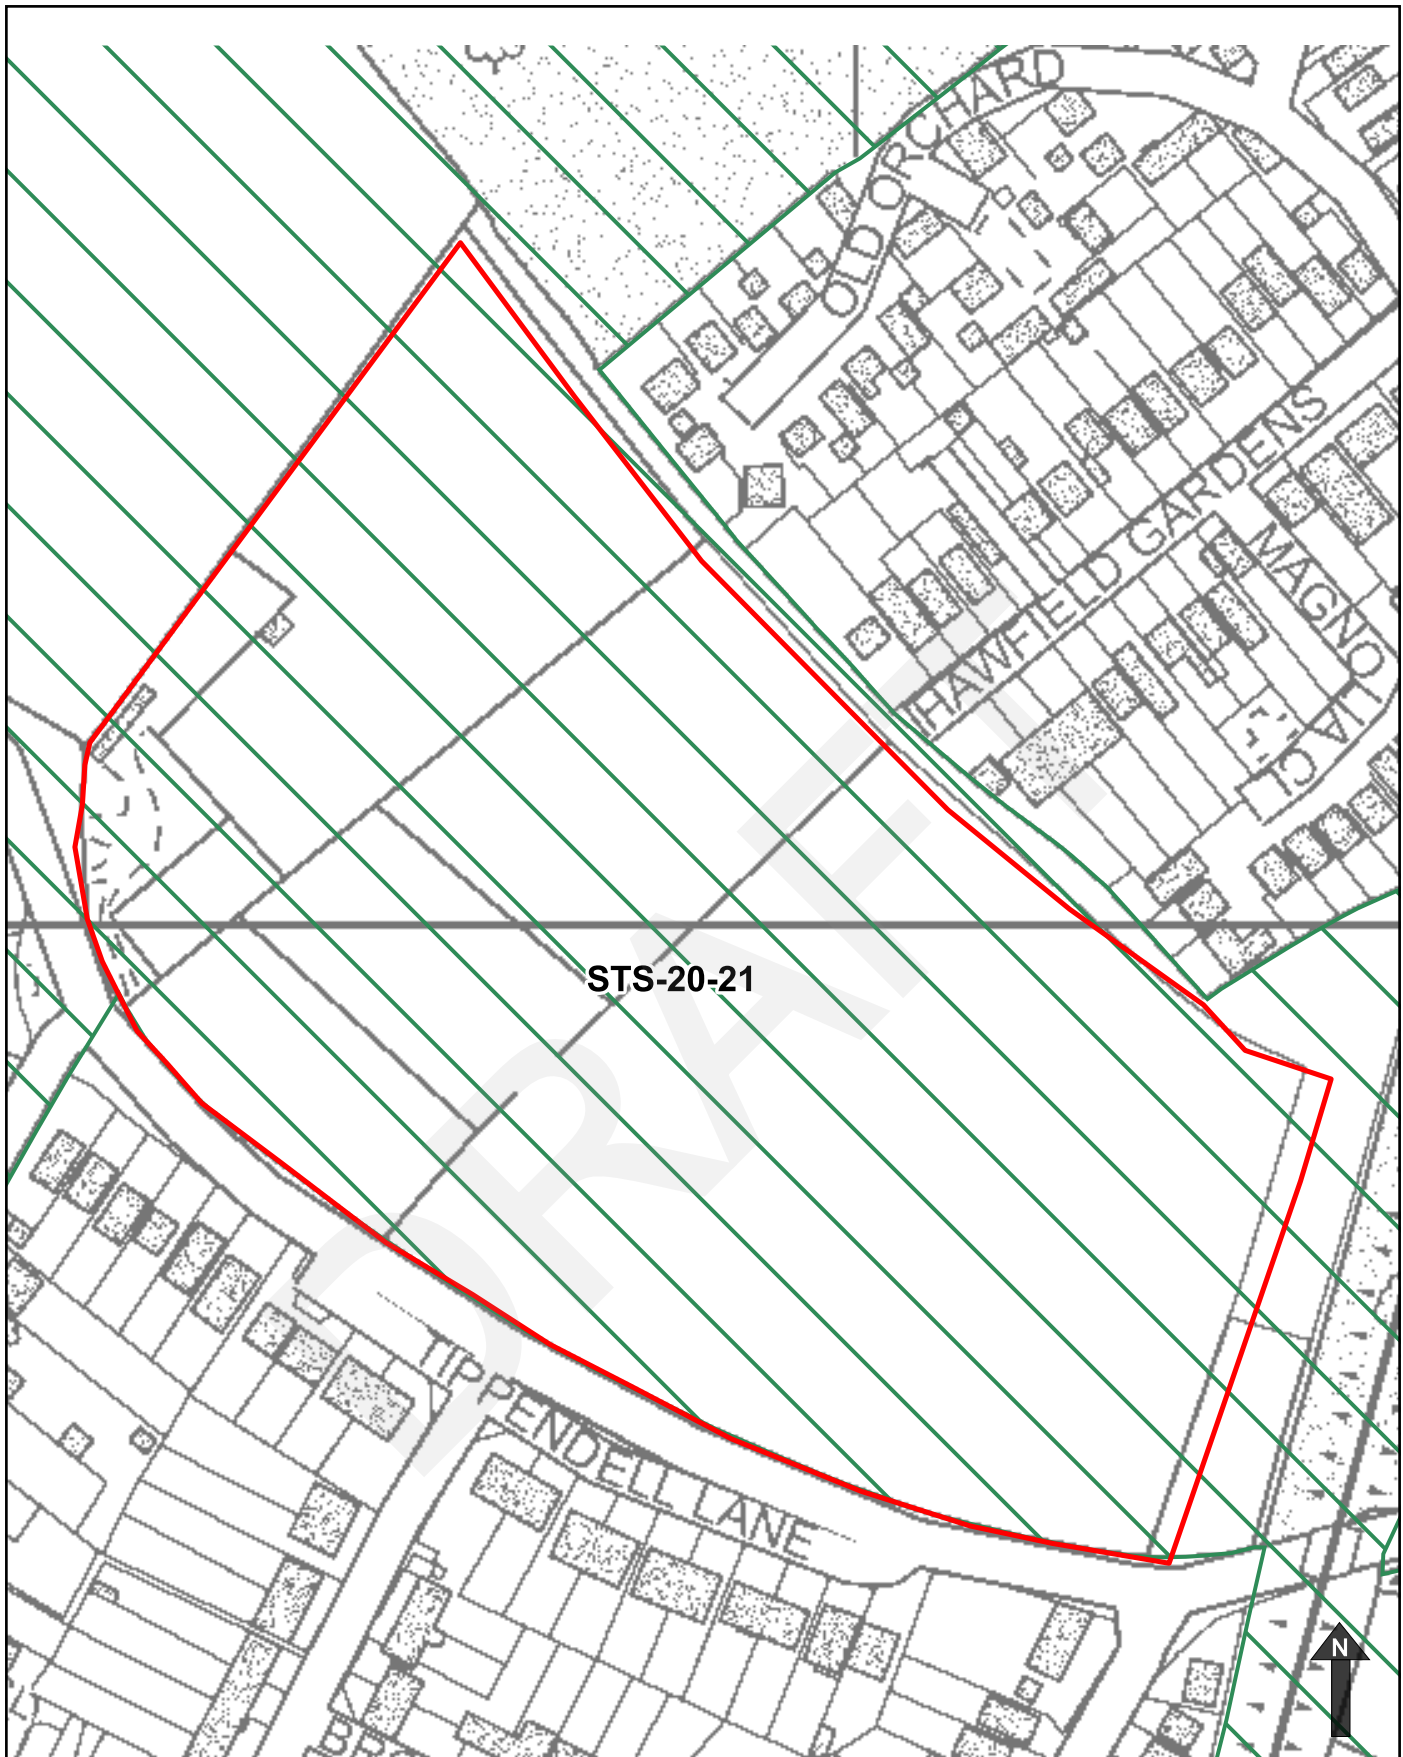 OLD ORCHARD
HAWFIELD GARDENS
MAGNOLIA CL
STS-20-21
DRAFT
TIPPENDELL LANE
N